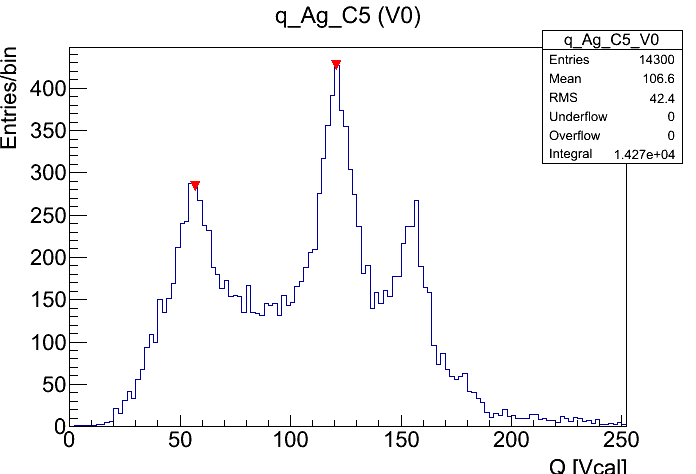 q_Ag_C5 (V0)
q_Ag_C5_V0
Entries 14300
Mean 106.6
RMS 42.4
Underflow 0
Overflow 0
Integral 1.427e+04
Entries/bin
400
350
300
250
200
150
100
50
0
0 50 100 150 200 250
Q [Vcal]